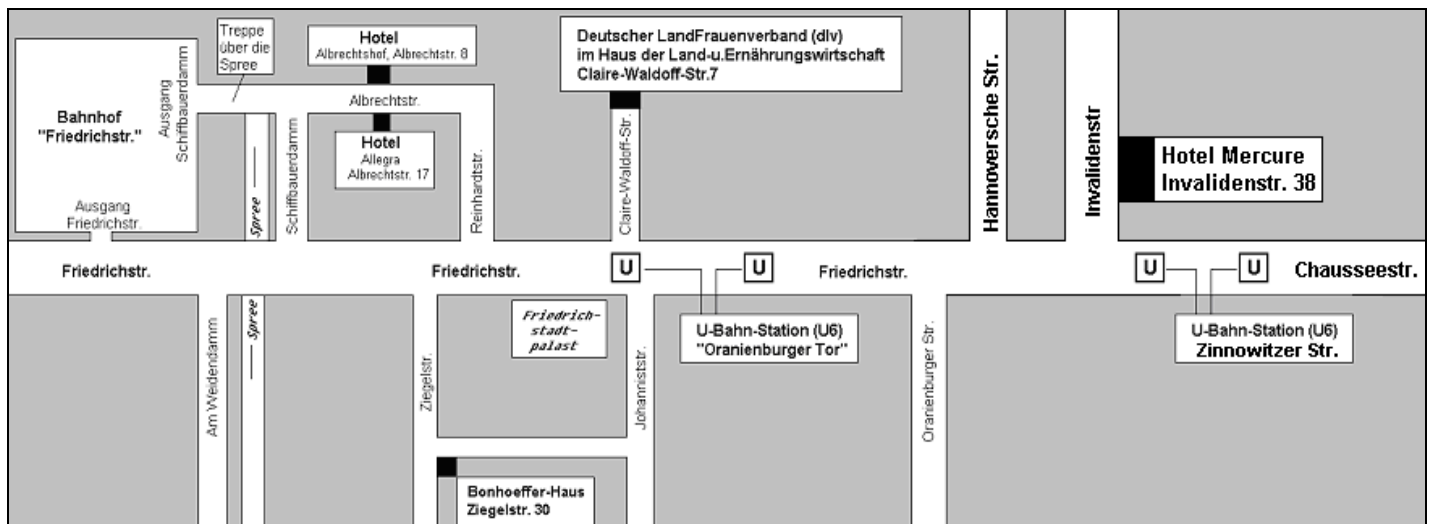 Treppe
über die
Spree
Hotel
Albrechtshof, Albrechtstr. 8
Deutscher LandFrauenverband (dlv)
im Haus der Land-u.Ernährungswirtschaft
Claire-Waldoff-Str.7
Bahnhof
"Friedrichstr."
Ausgang
Schiffbauerdamm
Albrechtstr.
Hotel
Allegra
Albrechtstr. 17
Ausgang
Friedrichstr.
Spree
Schiffbauerdamm
Reinhardtstr.
Claire-Waldoff-Str.
Hannoversche Str.
Invalidenstr
Hotel Mercure
Invalidenstr. 38
Friedrichstr.
Friedrichstr.
U
U
Friedrichstr.
U
U
Chausseestr.
Am Weidendamm
Spree
Ziegelstr.
Friedrich-
stadt-
palast
Johanniststr.
U-Bahn-Station (U6)
"Oranienburger Tor"
Oranienburger Str.
U-Bahn-Station (U6)
Zinnowitzer Str.
Bonhoeffer-Haus
Ziegelstr. 30